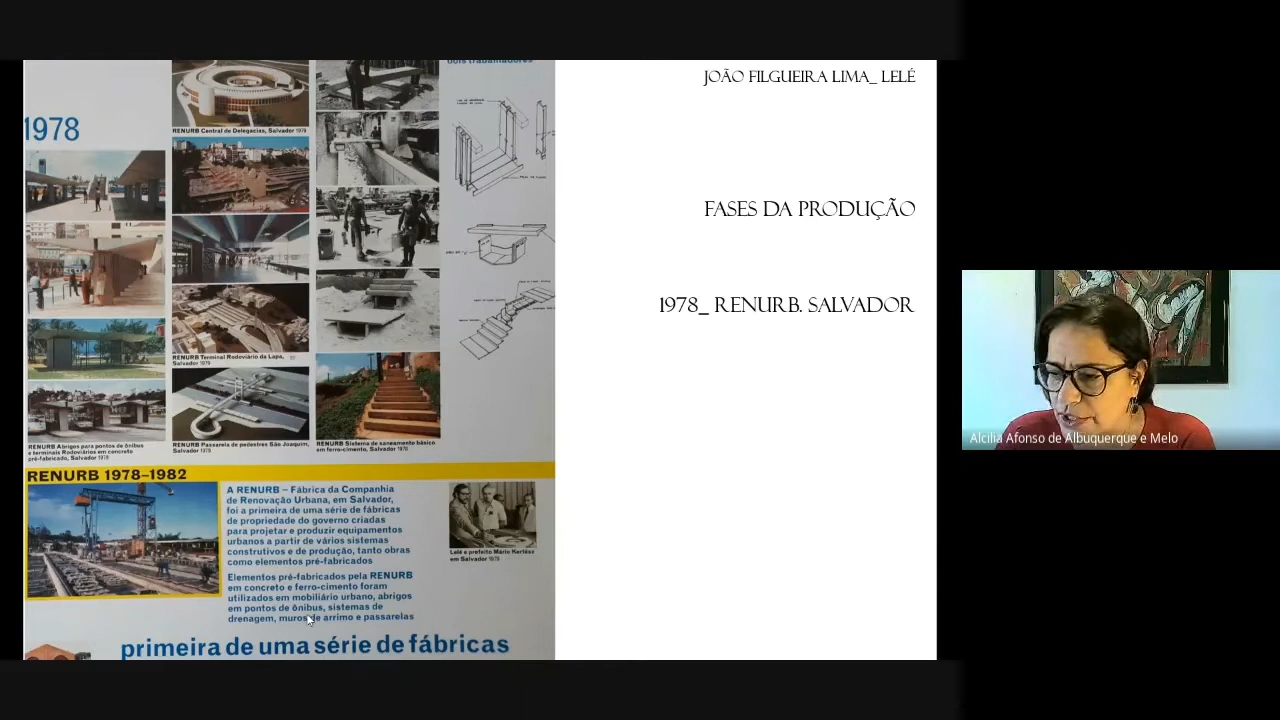 dois trabalhadores
1978
RENURB Central de Delegacias, Salvador 1979
RENURB Terminal Rodoviário da Lapa,
Salvador 1979
RENURB Abrigos para pontos de ônibus
e terminais Rodoviários em concreto
pré-fabricado, Salvador 1979
RENURB Passarela de pedestres São Joaquim,
Salvador 1978
RENURB Sistema de saneamento básico
em ferro-cimento, Salvador 1978
RENURB 1978–1982
A RENURB – Fábrica da Companhia
de Renovação Urbana, em Salvador,
foi a primeira de uma série de fábricas
de propriedade do governo criadas
para projetar e produzir equipamentos
urbanos a partir de vários sistemas
construtivos e de produção, tanto obras
como elementos pré-fabricados
Elementos pré-fabricados pela RENURB
em concreto e ferro-cimento foram
utilizados em mobiliário urbano, abrigos
em pontos de ônibus, sistemas de
drenagem, muros de arrimo e passarelas
Lelé e prefeito Mário Kertész
em Salvador 1979
primeira de uma série de fábricas
JOÃO FILGUEIRA LIMA_ LELÉ
FASES DA PRODUÇÃO
1978_ RENURB. SALVADOR
Alcilia Afonso de Albuquerque e Melo